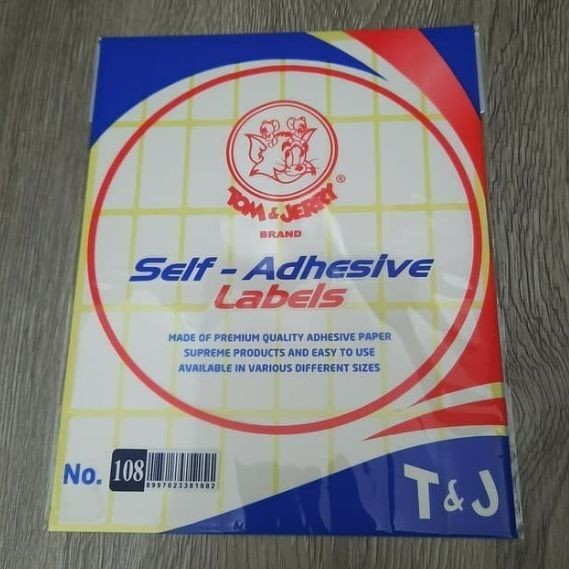 TOM & JERRY ®
BRAND
Self - Adhesive
Labels
MADE OF PREMIUM QUALITY ADHESIVE PAPER
SUPREME PRODUCTS AND EASY TO USE
AVAILABLE IN VARIOUS DIFFERENT SIZES
No. 108
8997023381082
T & J